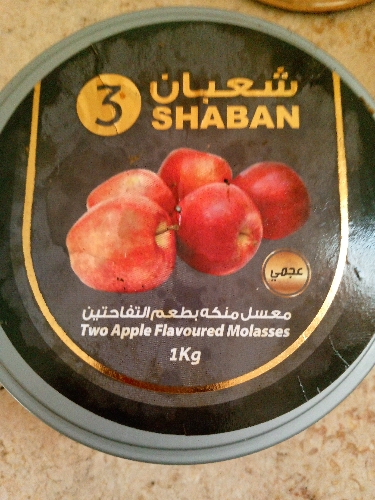 3 شعبان
SHABAN
عجمي
معسل منكه بطعم التفاحتين
Two Apple Flavoured Molasses
1Kg